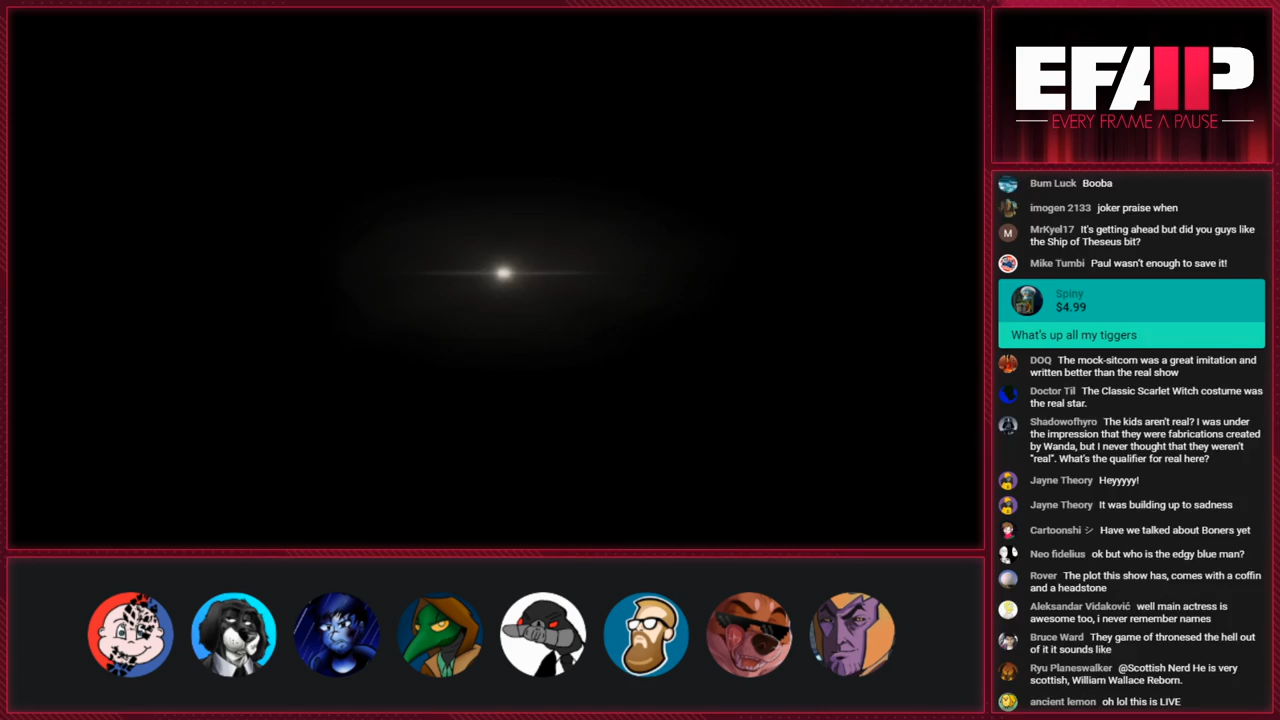 EFAP
EVERY FRAME A PAUSE
Bum Luck Booba
imogen 2133 joker praise when
M
MrKyel17 It's getting ahead but did you guys like
the Ship of Theseus bit?
Mike Tumbi Paul wasn't enough to save it!
Spiny
$4.99
What's up all my tiggers
DOQ The mock-sitcom was a great imitation and
written better than the real show
Doctor Til The Classic Scarlet Witch costume was
the real star.
Shadowofhyro The kids aren't real? I was under
the impression that they were fabrications created
by Wanda, but I never thought that they weren't
"real". What's the qualifier for real here?
Jayne Theory Heyyyyy!
Jayne Theory It was building up to sadness
Cartoonshi シ Have we talked about Boners yet
Neo fidelius ok but who is the edgy blue man?
Rover The plot this show has, comes with a coffin
and a headstone
Aleksandar Vidaković well main actress is
awesome too, i never remember names
Bruce Ward They game of thronesed the hell out
of it it sounds like
Ryu Planeswalker @Scottish Nerd He is very
scottish, William Wallace Reborn.
ancient lemon oh lol this is LIVE